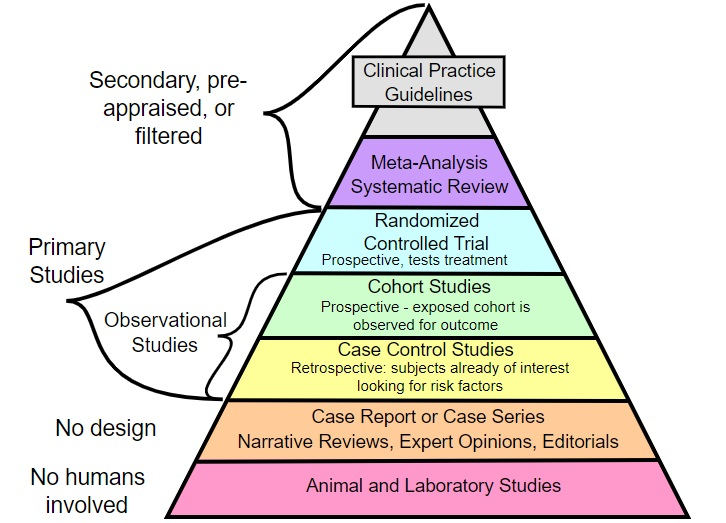 Clinical Practice
Guidelines
Secondary, pre-
appraised, or
filtered
Meta-Analysis
Systematic Review
Randomized
Controlled Trial
Prospective, tests treatment
Primary
Studies
Cohort Studies
Prospective - exposed cohort is
observed for outcome
Observational
Studies
Case Control Studies
Retrospective: subjects already of interest
looking for risk factors
No design
Case Report or Case Series
Narrative Reviews, Expert Opinions, Editorials
No humans
involved
Animal and Laboratory Studies